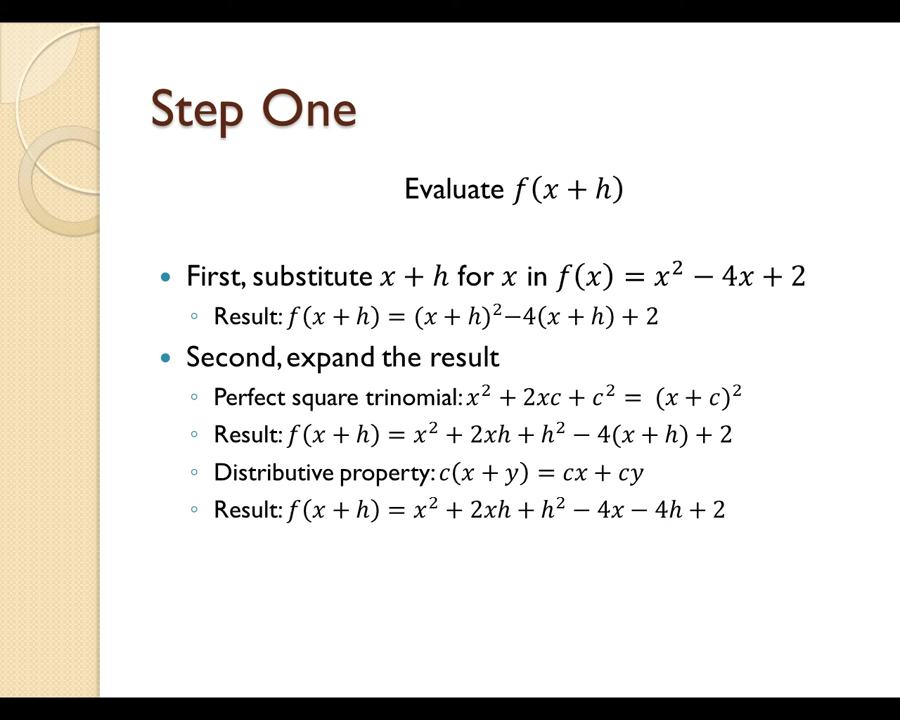 Step One
Evaluate f(x + h)
• First, substitute x + h for x in f(x) = x² − 4x + 2
◦ Result: f(x + h) = (x + h)²−4(x + h) + 2
• Second, expand the result
◦ Perfect square trinomial: x² + 2xc + c² = (x + c)²
◦ Result: f(x + h) = x² + 2xh + h² − 4(x + h) + 2
◦ Distributive property: c(x + y) = cx + cy
◦ Result: f(x + h) = x² + 2xh + h² − 4x − 4h + 2